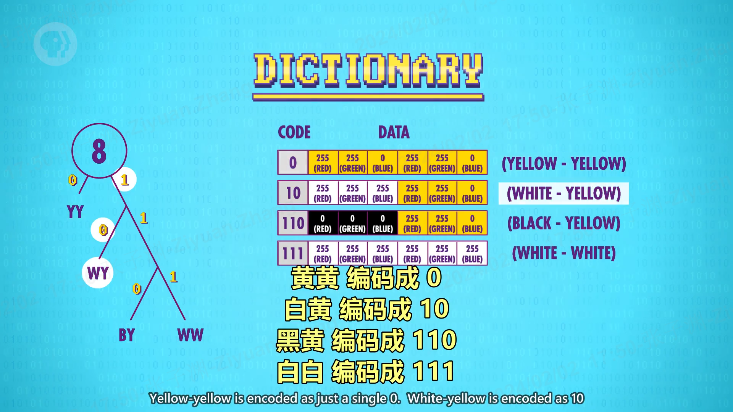 DICTIONARY
CODE DATA
8
0 1
YY
0 1
WY
0 1
BY WW
0 255 (RED) 255 (GREEN) 0 (BLUE) 255 (RED) 255 (GREEN) 0 (BLUE) (YELLOW - YELLOW)
10 255 (RED) 255 (GREEN) 255 (BLUE) 255 (RED) 255 (GREEN) 0 (BLUE) (WHITE - YELLOW)
110 0 (RED) 0 (GREEN) 0 (BLUE) 255 (RED) 255 (GREEN) 0 (BLUE) (BLACK - YELLOW)
111 255 (RED) 255 (GREEN) 255 (BLUE) 255 (RED) 255 (GREEN) 255 (BLUE) (WHITE - WHITE)
黄黄 编码成 0
白黄 编码成 10
黑黄 编码成 110
白白 编码成 111
Yellow-yellow is encoded as just a single 0. White-yellow is encoded as 10